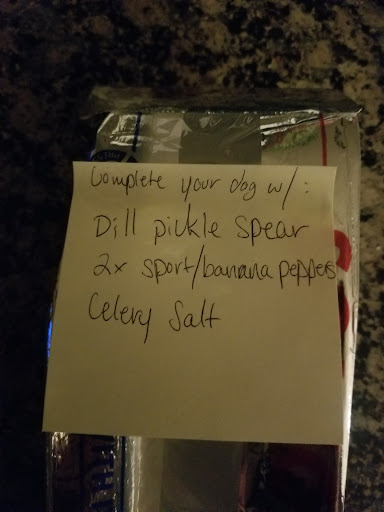 Complete your dog w/:
Dill pickle spear
2x sport/banana peppers
Celery Salt